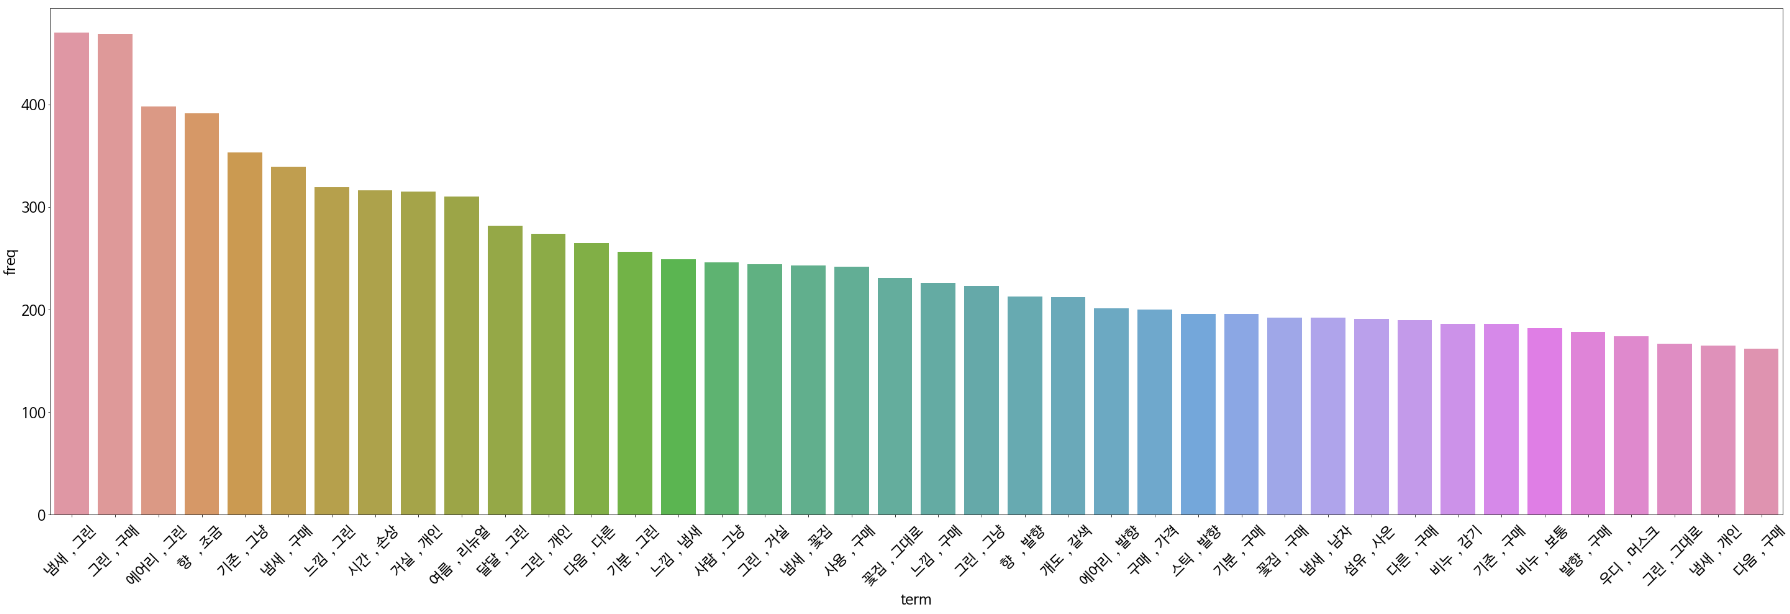 freq
400
300
200
100
0
냄새 , 그린
그린 , 구매
에어리 , 그린
향 , 조금
기존 , 그냥
냄새 , 구매
느낌 , 그린
시간 , 손상
거실 , 개인
여름 , 리뉴얼
달달 , 그린
그린 , 개인
다음 , 다른
기분 , 그린
느낌 , 냄새
사람 , 그냥
그린 , 거실
냄새 , 꽃집
사용 , 구매
꽃집 , 그대로
느낌 , 구매
그린 , 그냥
향 , 발향
개도 , 갈색
에어리 , 발향
구매 , 가격
스틱 , 발향
기분 , 구매
꽃집 , 구매
냄새 , 남자
섬유 , 사온
다른 , 구매
비누 , 감기
기존 , 구매
비누 , 보통
발향 , 구매
우디 , 머스크
그린 , 그대로
냄새 , 개인
다음 , 구매
term